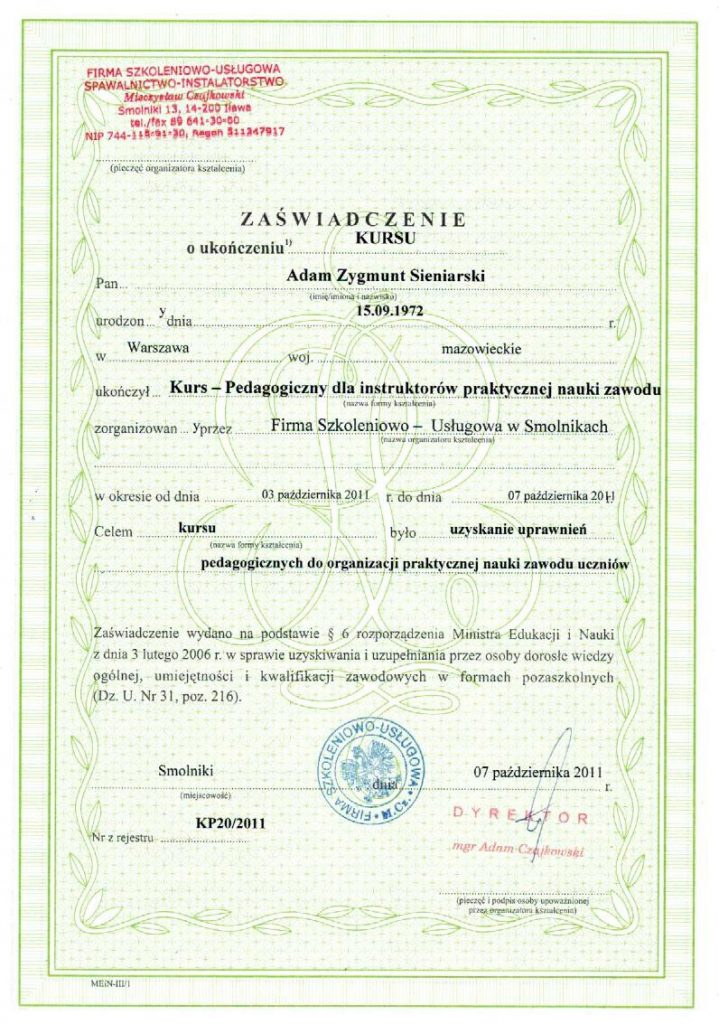 FIRMA SZKOLENIOWO-USŁUGOWA
SPAWALNICTWO-INSTALATORSTWO
Mieczysław Czajkowski
Smolniki 13, 14-200 Iława
tel./fax 89 641-30-60
NIP 744-115-91-30, Regon 511347917
(pieczęć organizatora kształcenia)
ZAŚWIADCZENIE
o ukończeniu 1) KURSU
Pan Adam Zygmunt Sieniarski
(imię/imiona i nazwisko)
urodzon y dnia 15.09.1972 r.
w Warszawa woj. mazowieckie
ukończył Kurs – Pedagogiczny dla instruktorów praktycznej nauki zawodu
(nazwa formy kształcenia)
zorganizowan y przez Firma Szkoleniowo – Usługowa w Smolnikach
(nazwa organizatora kształcenia)
w okresie od dnia 03 października 2011 r. do dnia 07 października 2011 r.
Celem kursu było uzyskanie uprawnień
(nazwa formy kształcenia)
pedagogicznych do organizacji praktycznej nauki zawodu uczniów
Zaświadczenie wydano na podstawie § 6 rozporządzenia Ministra Edukacji i Nauki
z dnia 3 lutego 2006 r. w sprawie uzyskiwania i uzupełniania przez osoby dorosłe wiedzy
ogólnej, umiejętności i kwalifikacji zawodowych w formach pozaszkolnych
(Dz. U. Nr 31, poz. 216).
Smolniki dnia 07 października 2011 r.
(miejscowość)
FIRMA SZKOLENIOWO-USŁUGOWA • M.Cz. •
DYREKTOR
mgr Adam Czajkowski
Nr z rejestru KP20/2011
(pieczęć i podpis osoby upoważnionej
przez organizatora kształcenia)
MEiN-III/1